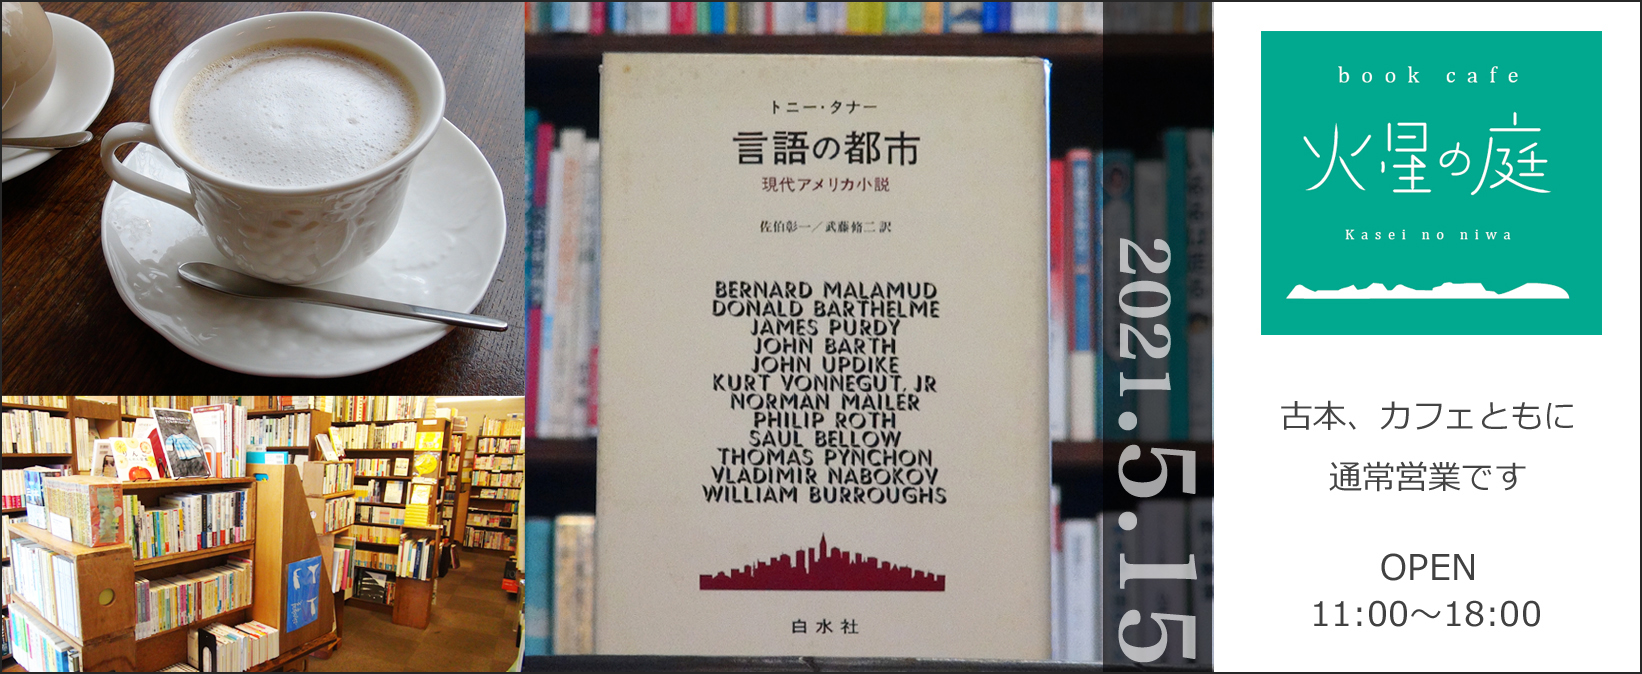 トニー・タナー
言語の都市
現代アメリカ小説
佐伯彰一／武藤脩二訳
BERNARD MALAMUD
DONALD BARTHELME
JAMES PURDY
JOHN BARTH
JOHN UPDIKE
KURT VONNEGUT, JR
NORMAN MAILER
PHILIP ROTH
SAUL BELLOW
THOMAS PYNCHON
VLADIMIR NABOKOV
WILLIAM BURROUGHS
白水社
2021.5.15
book cafe
火星の庭
Kasei no niwa
古本、カフェともに
通常営業です
OPEN
11:00～18:00